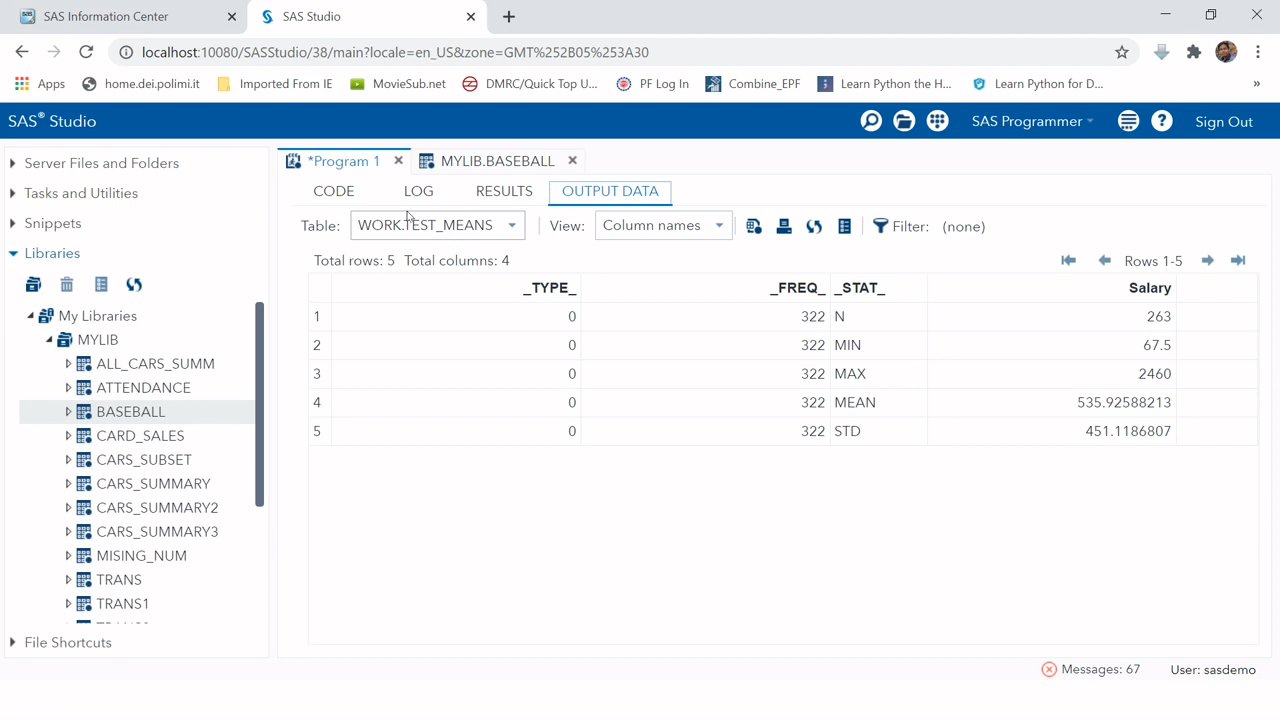 SAS Information Center
SAS Studio
localhost:10080/SASStudio/38/main?locale=en_US&zone=GMT%252B05%253A30
Apps home.dei.polimi.it Imported From IE MovieSub.net DMRC/Quick Top U... PF Log In Combine_EPF Learn Python the H... Learn Python for D... »
SAS® Studio SAS Programmer Sign Out
Server Files and Folders
Tasks and Utilities
Snippets
Libraries
My Libraries
MYLIB
ALL_CARS_SUMM
ATTENDANCE
BASEBALL
CARD_SALES
CARS_SUBSET
CARS_SUMMARY
CARS_SUMMARY2
CARS_SUMMARY3
MISING_NUM
TRANS
TRANS1
File Shortcuts
*Program 1 MYLIB.BASEBALL
CODE LOG RESULTS OUTPUT DATA
Table: WORK.TEST_MEANS View: Column names Filter: (none)
Total rows: 5 Total columns: 4 Rows 1-5
_TYPE_ _FREQ_ _STAT_ Salary
1 0 322 N 263
2 0 322 MIN 67.5
3 0 322 MAX 2460
4 0 322 MEAN 535.92588213
5 0 322 STD 451.1186807
Messages: 67 User: sasdemo